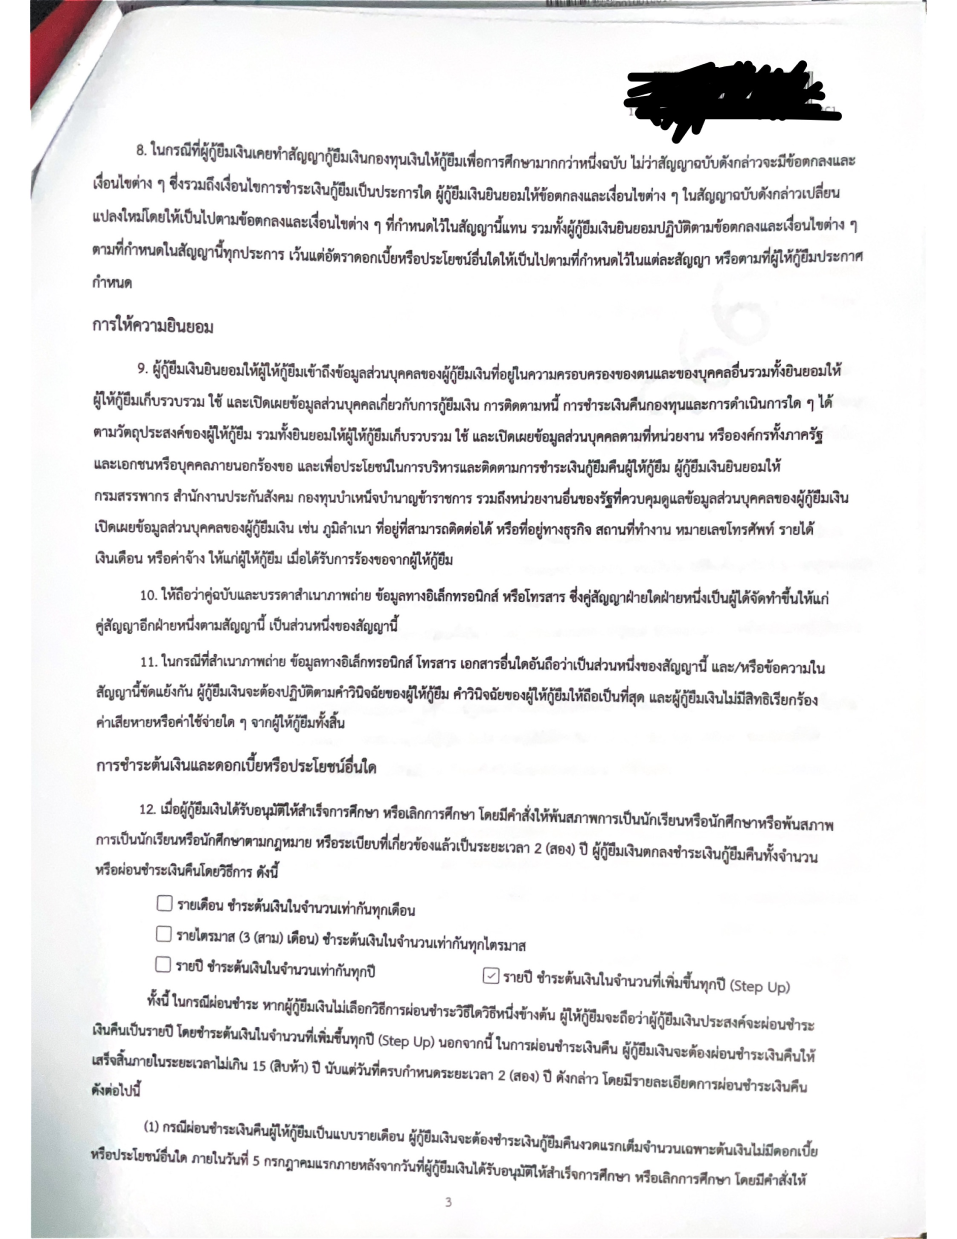 8. ในกรณีที่ผู้กู้ยืมเงินเคยทำสัญญากู้ยืมเงินกองทุนเงินให้กู้ยืมเพื่อการศึกษามากกว่าหนึ่งฉบับ ไม่ว่าสัญญาฉบับดังกล่าวจะมีข้อตกลงและ
เงื่อนไขต่าง ๆ ซึ่งรวมถึงเงื่อนไขการชำระเงินกู้ยืมเป็นประการใด ผู้กู้ยืมเงินยินยอมให้ข้อตกลงและเงื่อนไขต่าง ๆ ในสัญญาฉบับดังกล่าวเปลี่ยน
แปลงใหม่โดยให้เป็นไปตามข้อตกลงและเงื่อนไขต่าง ๆ ที่กำหนดไว้ในสัญญานี้แทน รวมทั้งผู้กู้ยืมเงินยินยอมปฏิบัติตามข้อตกลงและเงื่อนไขต่าง ๆ
ตามที่กำหนดในสัญญานี้ทุกประการ เว้นแต่อัตราดอกเบี้ยหรือประโยชน์อื่นใดให้เป็นไปตามที่กำหนดไว้ในแต่ละสัญญา หรือตามที่ผู้ให้กู้ยืมประกาศ
กำหนด
การให้ความยินยอม
9. ผู้กู้ยืมเงินยินยอมให้ผู้ให้กู้ยืมเข้าถึงข้อมูลส่วนบุคคลของผู้กู้ยืมเงินที่อยู่ในความครอบครองของตนและของบุคคลอื่นรวมทั้งยินยอมให้
ผู้ให้กู้ยืมเก็บรวบรวม ใช้ และเปิดเผยข้อมูลส่วนบุคคลเกี่ยวกับการกู้ยืมเงิน การติดตามหนี้ การชำระเงินคืนกองทุนและการดำเนินการใด ๆ ได้
ตามวัตถุประสงค์ของผู้ให้กู้ยืม รวมทั้งยินยอมให้ผู้ให้กู้ยืมเก็บรวบรวม ใช้ และเปิดเผยข้อมูลส่วนบุคคลตามที่หน่วยงาน หรือองค์กรทั้งภาครัฐ
และเอกชนหรือบุคคลภายนอกร้องขอ และเพื่อประโยชน์ในการบริหารและติดตามการชำระเงินกู้ยืมคืนผู้ให้กู้ยืม ผู้กู้ยืมเงินยินยอมให้
กรมสรรพากร สำนักงานประกันสังคม กองทุนบำเหน็จบำนาญข้าราชการ รวมถึงหน่วยงานอื่นของรัฐที่ควบคุมดูแลข้อมูลส่วนบุคคลของผู้กู้ยืมเงิน
เปิดเผยข้อมูลส่วนบุคคลของผู้กู้ยืมเงิน เช่น ภูมิลำเนา ที่อยู่ที่สามารถติดต่อได้ หรือที่อยู่ทางธุรกิจ สถานที่ทำงาน หมายเลขโทรศัพท์ รายได้
เงินเดือน หรือค่าจ้าง ให้แก่ผู้ให้กู้ยืม เมื่อได้รับการร้องขอจากผู้ให้กู้ยืม
10. ให้ถือว่าคู่ฉบับและบรรดาสำเนาภาพถ่าย ข้อมูลทางอิเล็กทรอนิกส์ หรือโทรสาร ซึ่งคู่สัญญาฝ่ายใดฝ่ายหนึ่งเป็นผู้ได้จัดทำขึ้นให้แก่
คู่สัญญาอีกฝ่ายหนึ่งตามสัญญานี้ เป็นส่วนหนึ่งของสัญญานี้
11. ในกรณีที่สำเนาภาพถ่าย ข้อมูลทางอิเล็กทรอนิกส์ โทรสาร เอกสารอื่นใดอันถือว่าเป็นส่วนหนึ่งของสัญญานี้ และ/หรือข้อความใน
สัญญานี้ขัดแย้งกัน ผู้กู้ยืมเงินจะต้องปฏิบัติตามคำวินิจฉัยของผู้ให้กู้ยืม คำวินิจฉัยของผู้ให้กู้ยืมให้ถือเป็นที่สุด และผู้กู้ยืมเงินไม่มีสิทธิเรียกร้อง
ค่าเสียหายหรือค่าใช้จ่ายใด ๆ จากผู้ให้กู้ยืมทั้งสิ้น
การชำระต้นเงินและดอกเบี้ยหรือประโยชน์อื่นใด
12. เมื่อผู้กู้ยืมเงินได้รับอนุมัติให้สำเร็จการศึกษา หรือเลิกการศึกษา โดยมีคำสั่งให้พ้นสภาพการเป็นนักเรียนหรือนักศึกษาหรือพ้นสภาพ
การเป็นนักเรียนหรือนักศึกษาตามกฎหมาย หรือระเบียบที่เกี่ยวข้องแล้วเป็นระยะเวลา 2 (สอง) ปี ผู้กู้ยืมเงินตกลงชำระเงินกู้ยืมคืนทั้งจำนวน
หรือผ่อนชำระเงินคืนโดยวิธีการ ดังนี้
รายเดือน ชำระต้นเงินในจำนวนเท่ากันทุกเดือน
รายไตรมาส (3 (สาม) เดือน) ชำระต้นเงินในจำนวนเท่ากันทุกไตรมาส
รายปี ชำระต้นเงินในจำนวนเท่ากันทุกปี ✓ รายปี ชำระต้นเงินในจำนวนที่เพิ่มขึ้นทุกปี (Step Up)
ทั้งนี้ ในกรณีผ่อนชำระ หากผู้กู้ยืมเงินไม่เลือกวิธีการผ่อนชำระวิธีใดวิธีหนึ่งข้างต้น ผู้ให้กู้ยืมจะถือว่าผู้กู้ยืมเงินประสงค์จะผ่อนชำระ
เงินคืนเป็นรายปี โดยชำระต้นเงินในจำนวนที่เพิ่มขึ้นทุกปี (Step Up) นอกจากนี้ ในการผ่อนชำระเงินคืน ผู้กู้ยืมเงินจะต้องผ่อนชำระเงินคืนให้
เสร็จสิ้นภายในระยะเวลาไม่เกิน 15 (สิบห้า) ปี นับแต่วันที่ครบกำหนดระยะเวลา 2 (สอง) ปี ดังกล่าว โดยมีรายละเอียดการผ่อนชำระเงินคืน
ดังต่อไปนี้
(1) กรณีผ่อนชำระเงินคืนผู้ให้กู้ยืมเป็นแบบรายเดือน ผู้กู้ยืมเงินจะต้องชำระเงินกู้ยืมคืนงวดแรกเต็มจำนวนเฉพาะต้นเงินไม่มีดอกเบี้ย
หรือประโยชน์อื่นใด ภายในวันที่ 5 กรกฎาคมแรกภายหลังจากวันที่ผู้กู้ยืมเงินได้รับอนุมัติให้สำเร็จการศึกษา หรือเลิกการศึกษา โดยมีคำสั่งให้
3